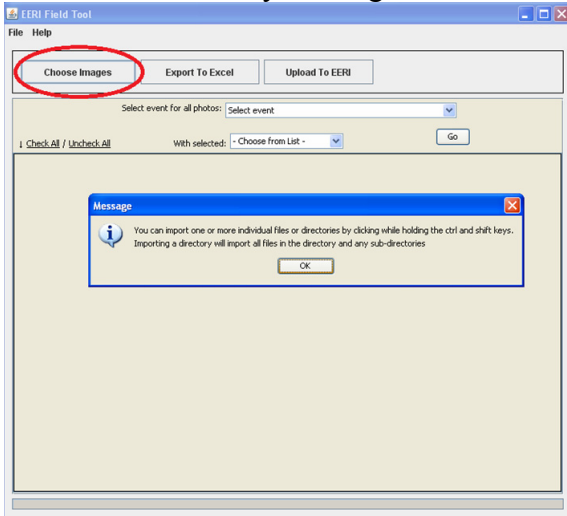 EERI Field Tool
File Help
Choose Images Export To Excel Upload To EERI
Select event for all photos: Select event
↓ Check All / Uncheck All With selected: - Choose from List - Go
Message
You can import one or more individual files or directories by clicking while holding the ctrl and shift keys.
Importing a directory will import all files in the directory and any sub-directories
OK